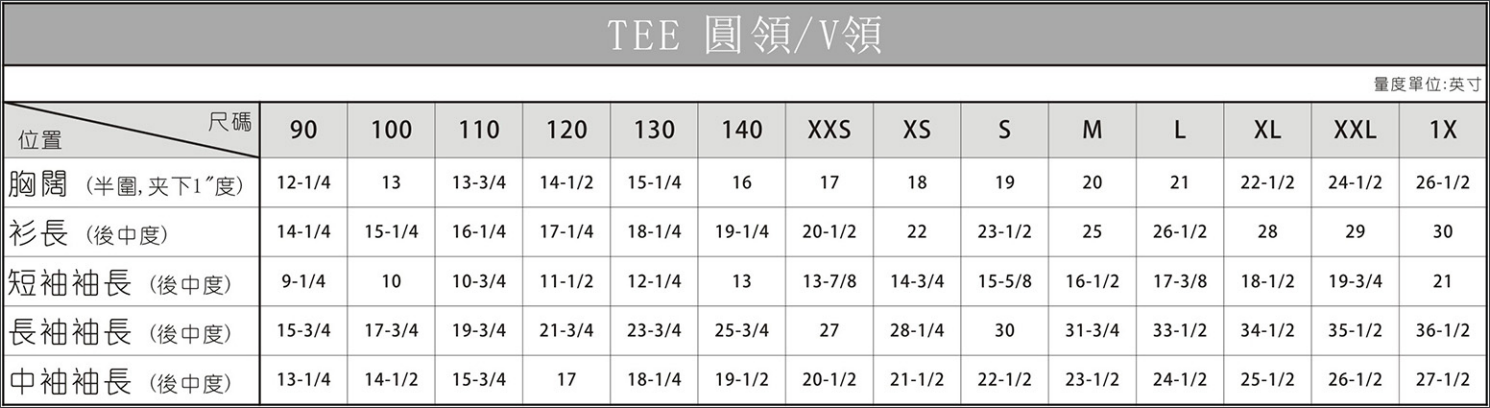 TEE 圓領/V領
量度單位:英寸
位置 尺碼 90 100 110 120 130 140 XXS XS S M L XL XXL 1X
胸闊 (半圍,夹下1"度) 12-1/4 13 13-3/4 14-1/2 15-1/4 16 17 18 19 20 21 22-1/2 24-1/2 26-1/2
衫長 (後中度) 14-1/4 15-1/4 16-1/4 17-1/4 18-1/4 19-1/4 20-1/2 22 23-1/2 25 26-1/2 28 29 30
短袖袖長 (後中度) 9-1/4 10 10-3/4 11-1/2 12-1/4 13 13-7/8 14-3/4 15-5/8 16-1/2 17-3/8 18-1/2 19-3/4 21
長袖袖長 (後中度) 15-3/4 17-3/4 19-3/4 21-3/4 23-3/4 25-3/4 27 28-1/4 30 31-3/4 33-1/2 34-1/2 35-1/2 36-1/2
中袖袖長 (後中度) 13-1/4 14-1/2 15-3/4 17 18-1/4 19-1/2 20-1/2 21-1/2 22-1/2 23-1/2 24-1/2 25-1/2 26-1/2 27-1/2